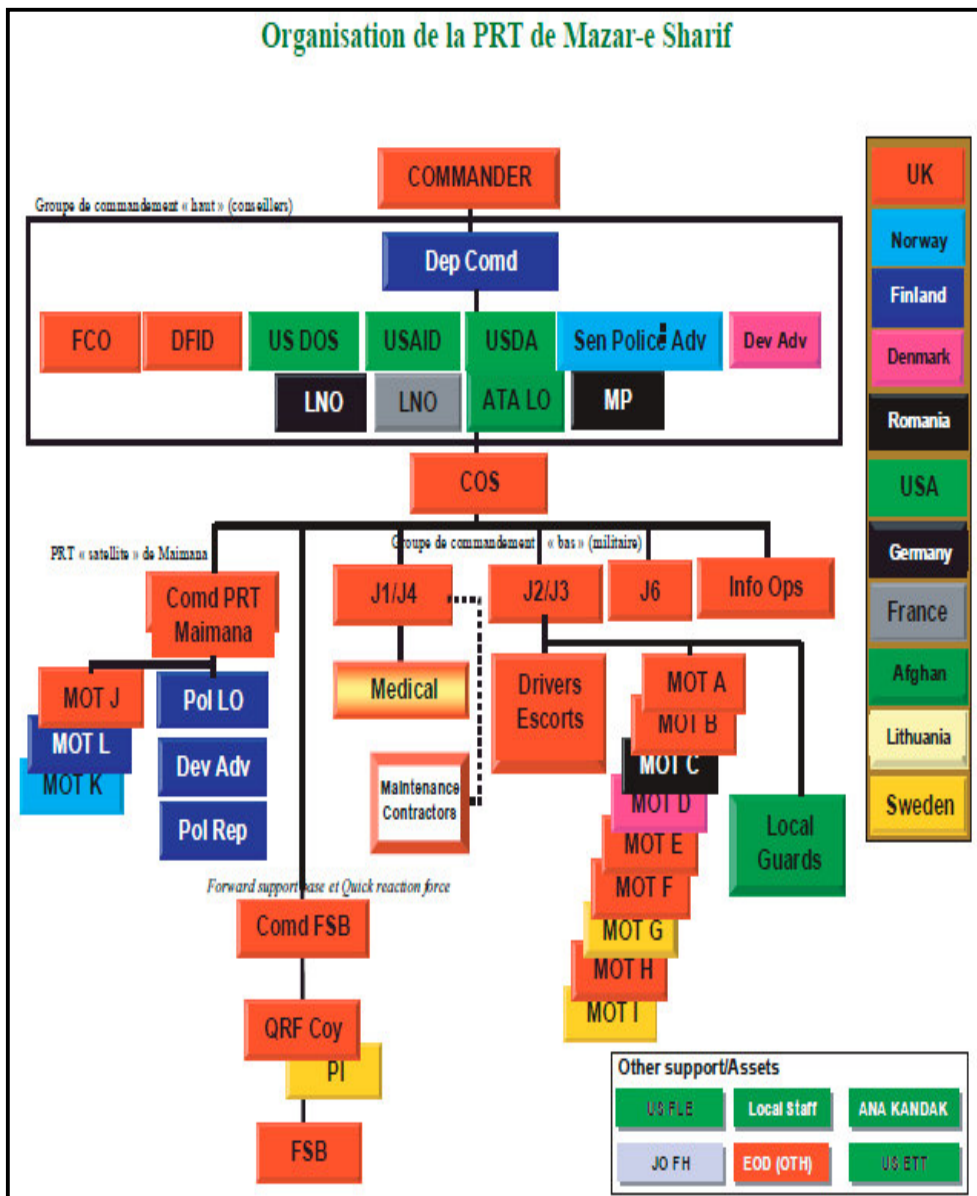 Organisation de la PRT de Mazar-e Sharif
COMMANDER
Groupe de commandement « haut » (conseillers)
Dep Comd
FCO
DFID
US DOS
USAID
USDA
Sen Police Adv
Dev Adv
LNO
LNO
ATA LO
MP
COS
PRT « satellite » de Maimana
Groupe de commandement « bas » (militaire)
Comd PRT
Maimana
J1/J4
J2/J3
J6
Info Ops
MOT J
MOT L
MOT K
Pol LO
Dev Adv
Pol Rep
Medical
Maintenance
Contractors
Drivers
Escorts
MOT A
MOT B
MOT C
MOT D
MOT E
MOT F
MOT G
MOT H
MOT I
Local
Guards
Forward support base et Quick reaction force
Comd FSB
QRF Coy
Pl
FSB
UK
Norway
Finland
Denmark
Romania
USA
Germany
France
Afghan
Lithuania
Sweden
Other support/Assets
US FLE
Local Staff
ANA KANDAK
JO FH
EOD (OTH)
US ETT